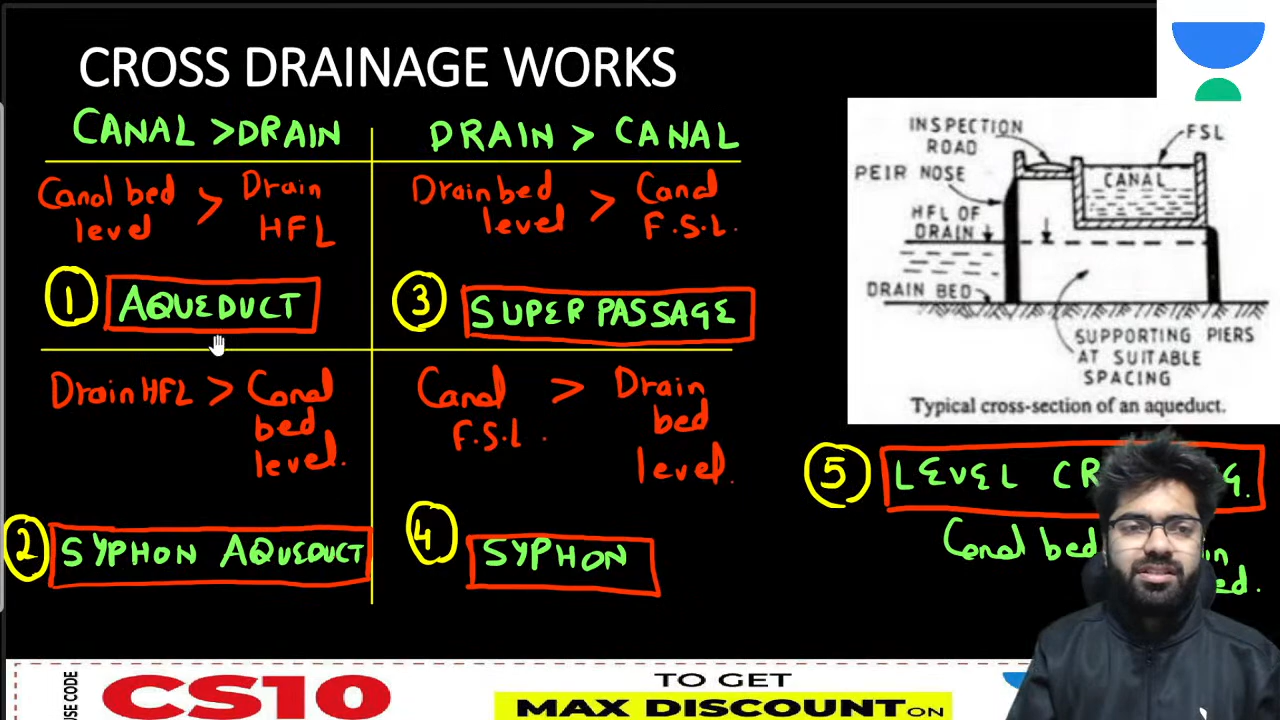 CROSS DRAINAGE WORKS
CANAL > DRAIN
DRAIN > CANAL
Canal bed level > Drain HFL
Drain bed level > Canal F.S.L.
1 AQUEDUCT
3 SUPER PASSAGE
Drain HFL > Canal bed level.
Canal F.S.L. > Drain bed level.
2 SYPHON AQUEDUCT
4 SYPHON
INSPECTION ROAD
FSL
PEIR NOSE
CANAL
HFL OF DRAIN
DRAIN BED
SUPPORTING PIERS
AT SUITABLE
SPACING
Typical cross-section of an aqueduct.
5 LEVEL
Canal bed
USE CODE
CS10
TO GET
MAX DISCOUNT ON